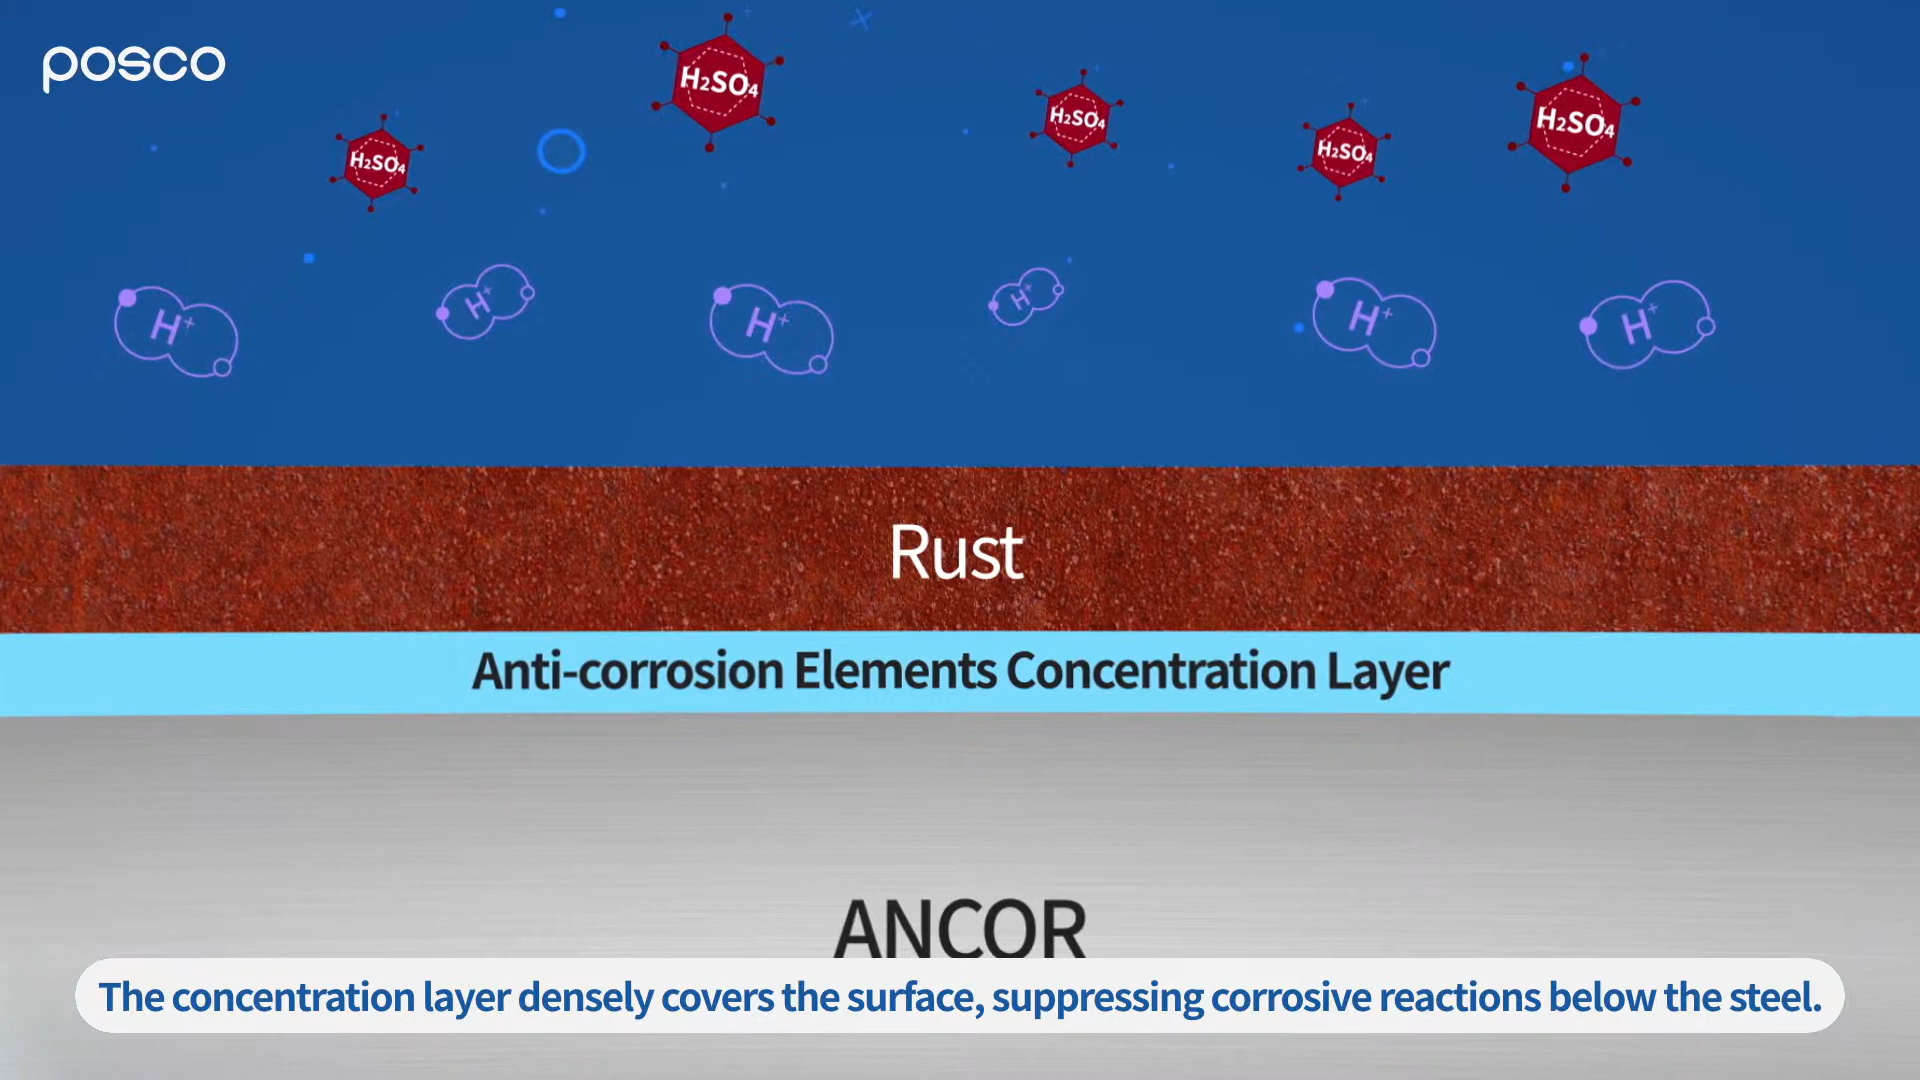 posco
H₂SO₄
H₂SO₄
H₂SO₄
H₂SO₄
H₂SO₄
H⁺
H⁺
H⁺
H⁺
H⁺
H⁺
Rust
Anti-corrosion Elements Concentration Layer
ANCOR
The concentration layer densely covers the surface, suppressing corrosive reactions below the steel.